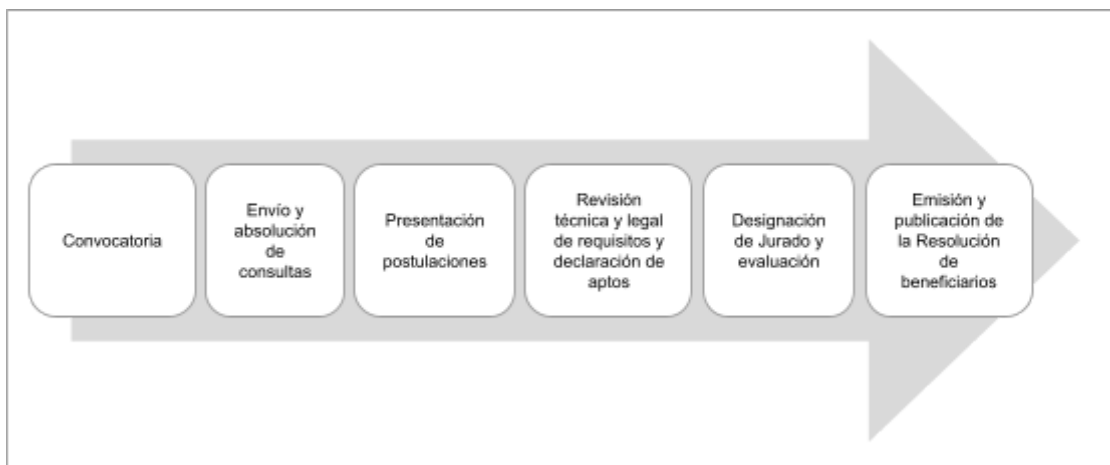 Convocatoria
Envío y
absolución
de
consultas
Presentación
de
postulaciones
Revisión
técnica y legal
de requisitos y
declaración de
aptos
Designación
de Jurado y
evaluación
Emisión y
publicación de
la Resolución
de
beneficiarios